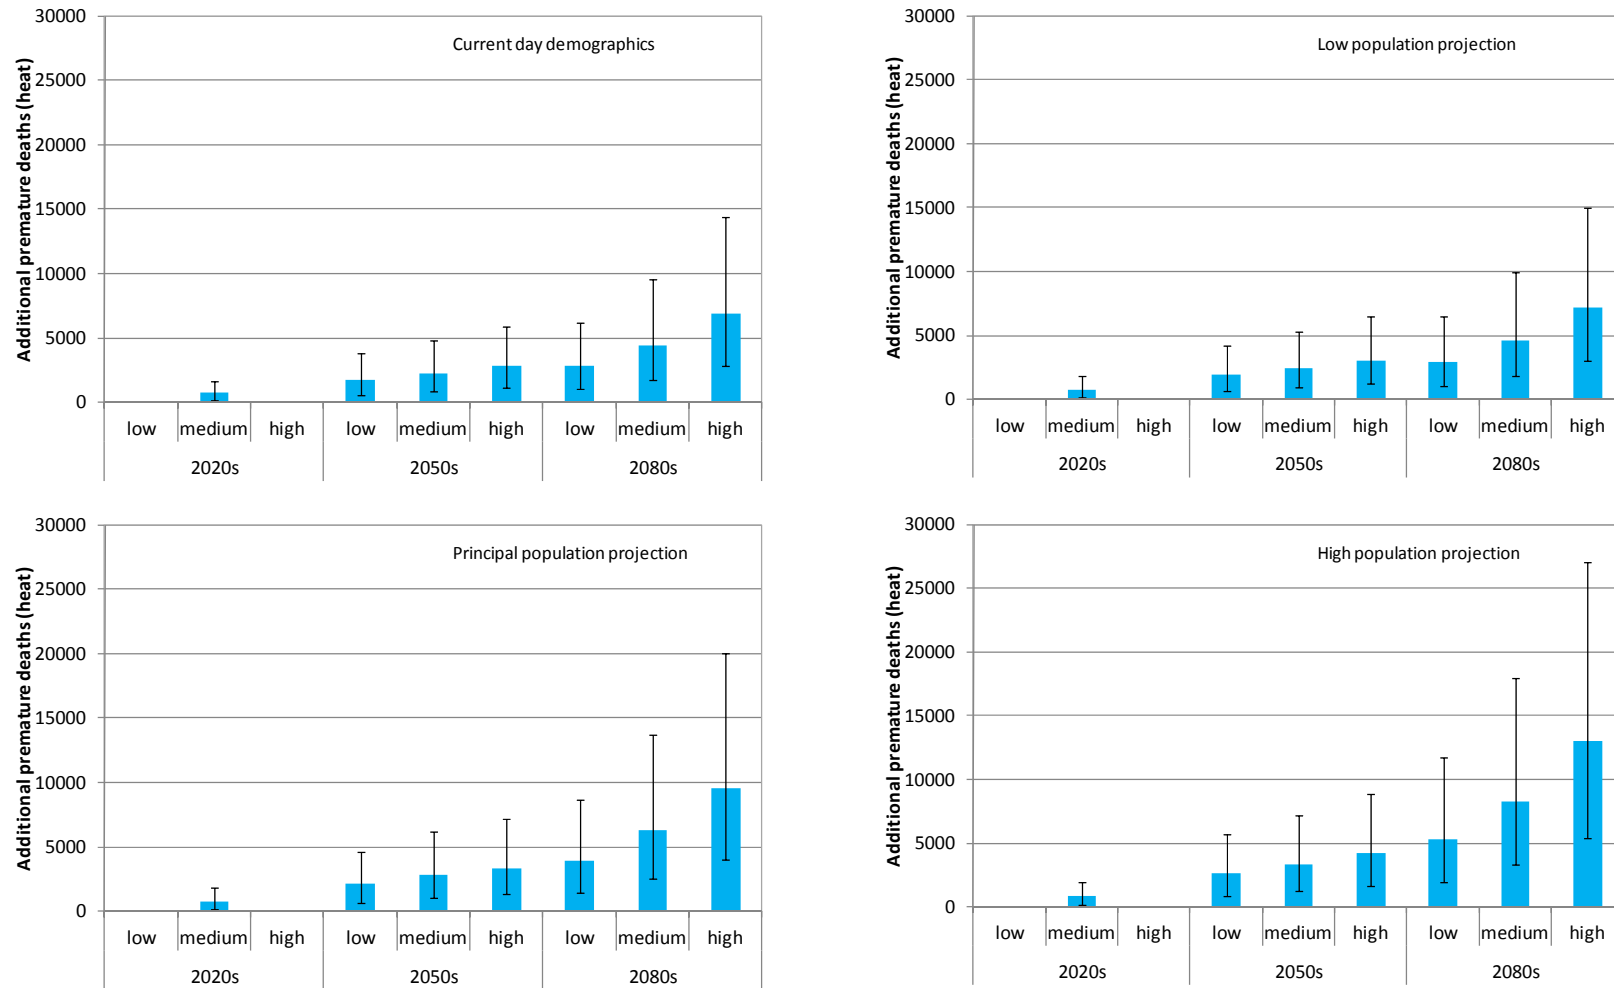 Current day demographics
Additional premature deaths (heat)
30000
25000
20000
15000
10000
5000
0
low medium high low medium high low medium high
2020s 2050s 2080s
Low population projection
Additional premature deaths (heat)
30000
25000
20000
15000
10000
5000
0
low medium high low medium high low medium high
2020s 2050s 2080s
Principal population projection
Additional premature deaths (heat)
30000
25000
20000
15000
10000
5000
0
low medium high low medium high low medium high
2020s 2050s 2080s
High population projection
Additional premature deaths (heat)
30000
25000
20000
15000
10000
5000
0
low medium high low medium high low medium high
2020s 2050s 2080s